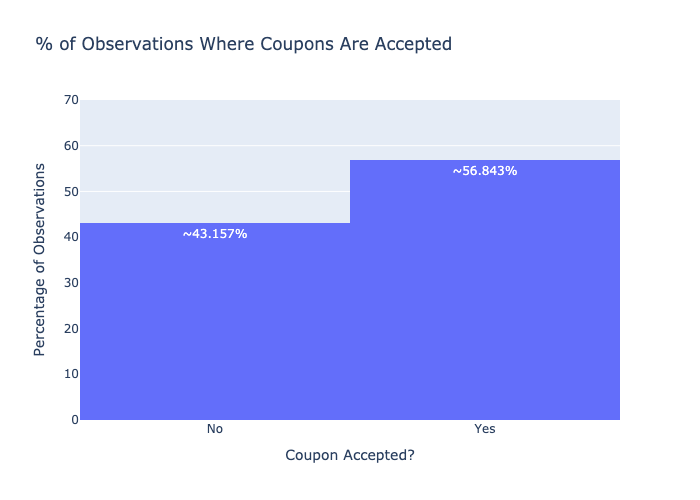 % of Observations Where Coupons Are Accepted
70
60
50
40
30
20
10
0
Percentage of Observations
~43.157%
~56.843%
No
Yes
Coupon Accepted?